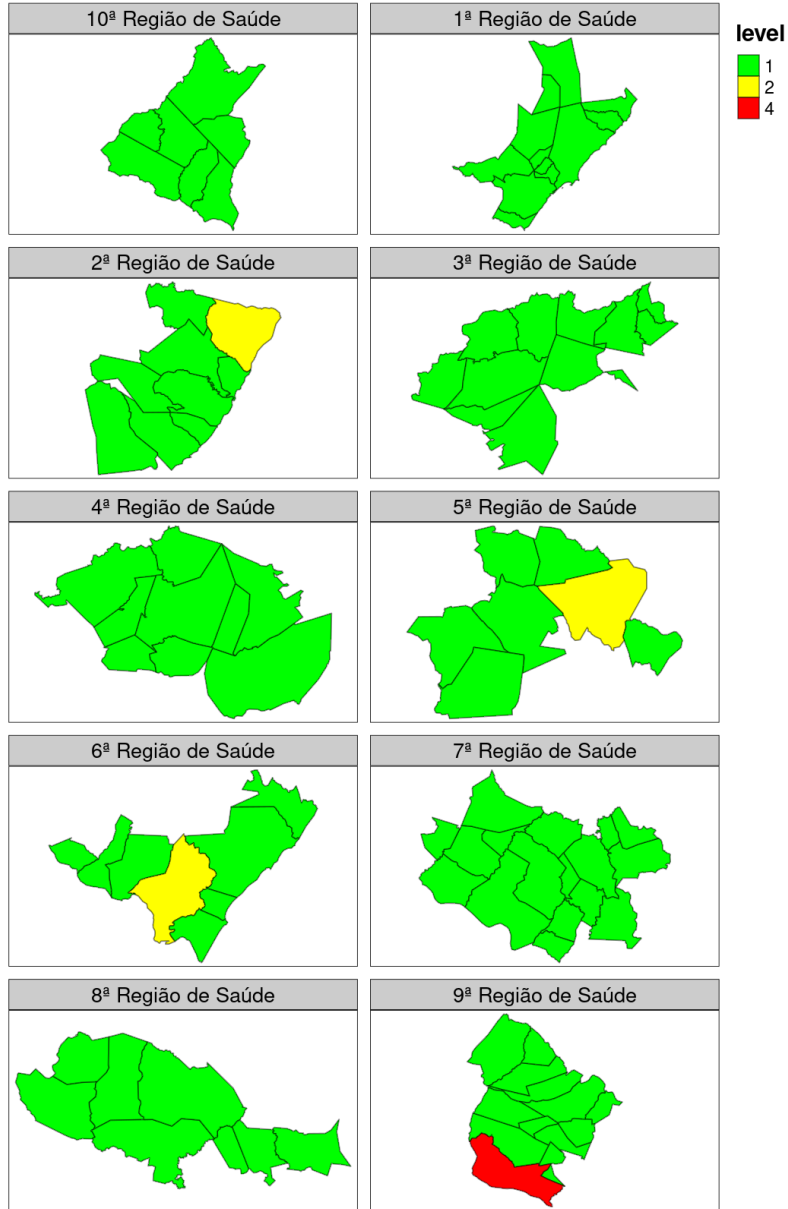 10ª Região de Saúde
1ª Região de Saúde
level
1
2
4
2ª Região de Saúde
3ª Região de Saúde
4ª Região de Saúde
5ª Região de Saúde
6ª Região de Saúde
7ª Região de Saúde
8ª Região de Saúde
9ª Região de Saúde